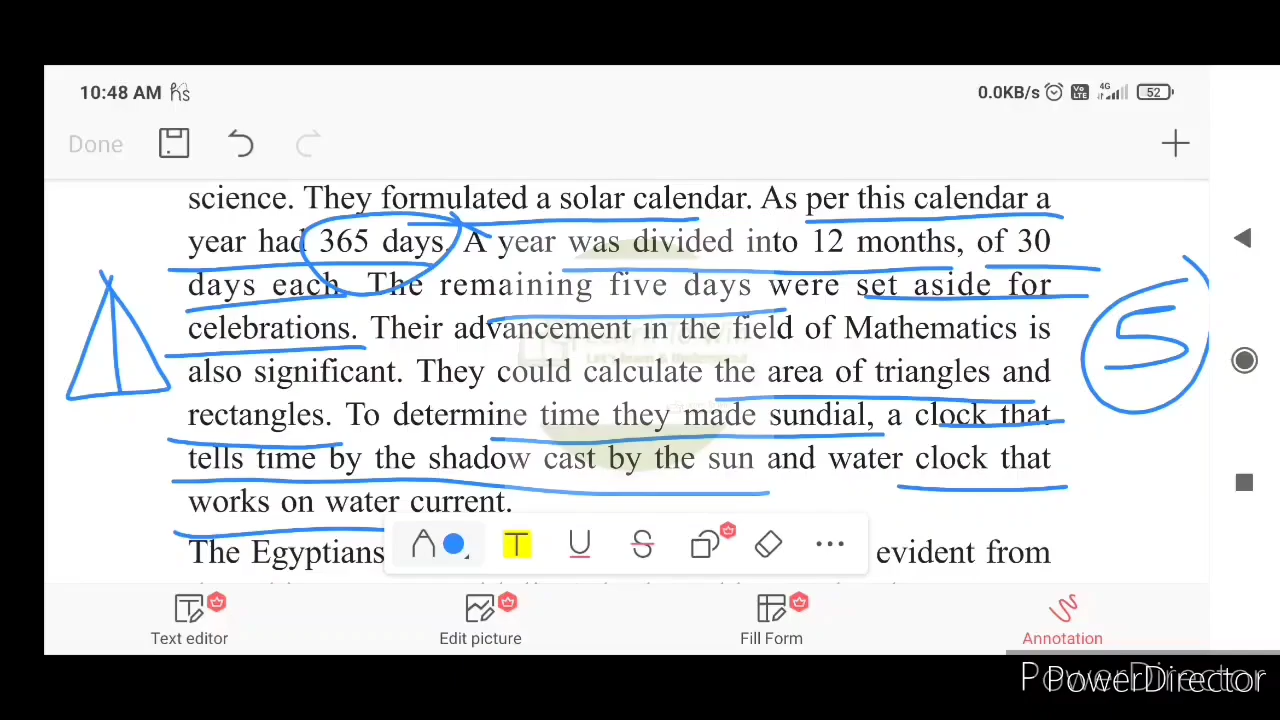 10:48 AM
0.0KB/s 4G 52
Done
science. They formulated a solar calendar. As per this calendar a
year had 365 days. A year was divided into 12 months, of 30
days each. The remaining five days were set aside for
celebrations. Their advancement in the field of Mathematics is
5
also significant. They could calculate the area of triangles and
rectangles. To determine time they made sundial, a clock that
tells time by the shadow cast by the sun and water clock that
works on water current.
The Egyptians evident from
Text editor
Edit picture
Fill Form
Annotation
PowerDirector